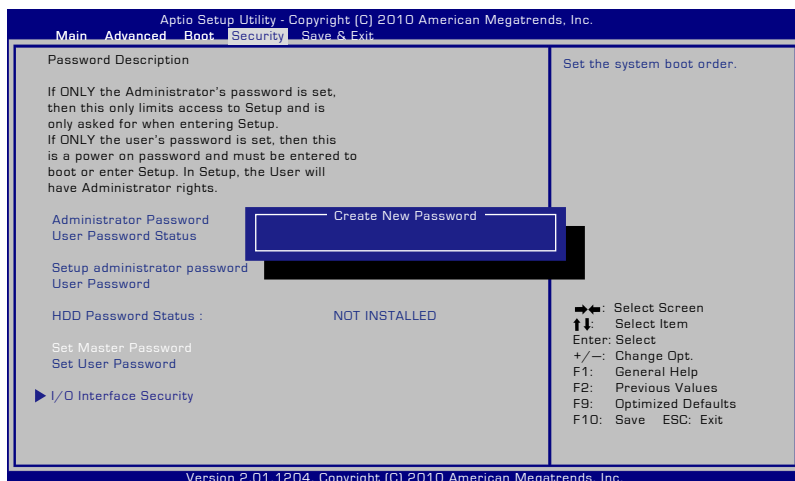 Aptio Setup Utility - Copyright (C) 2010 American Megatrends, Inc.
Main Advanced Boot Security Save & Exit
Password Description
If ONLY the Administrator's password is set,
then this only limits access to Setup and is
only asked for when entering Setup.
If ONLY the user's password is set, then this
is a power on password and must be entered to
boot or enter Setup. In Setup, the User will
have Administrator rights.
Administrator Password
User Password Status
Create New Password
Setup administrator password
User Password
HDD Password Status : NOT INSTALLED
Set Master Password
Set User Password
I/O Interface Security
Set the system boot order.
→←: Select Screen
↑↓: Select Item
Enter: Select
+/—: Change Opt.
F1: General Help
F2: Previous Values
F9: Optimized Defaults
F10: Save ESC: Exit
Version 2.01.1204. Copyright (C) 2010 American Megatrends, Inc.